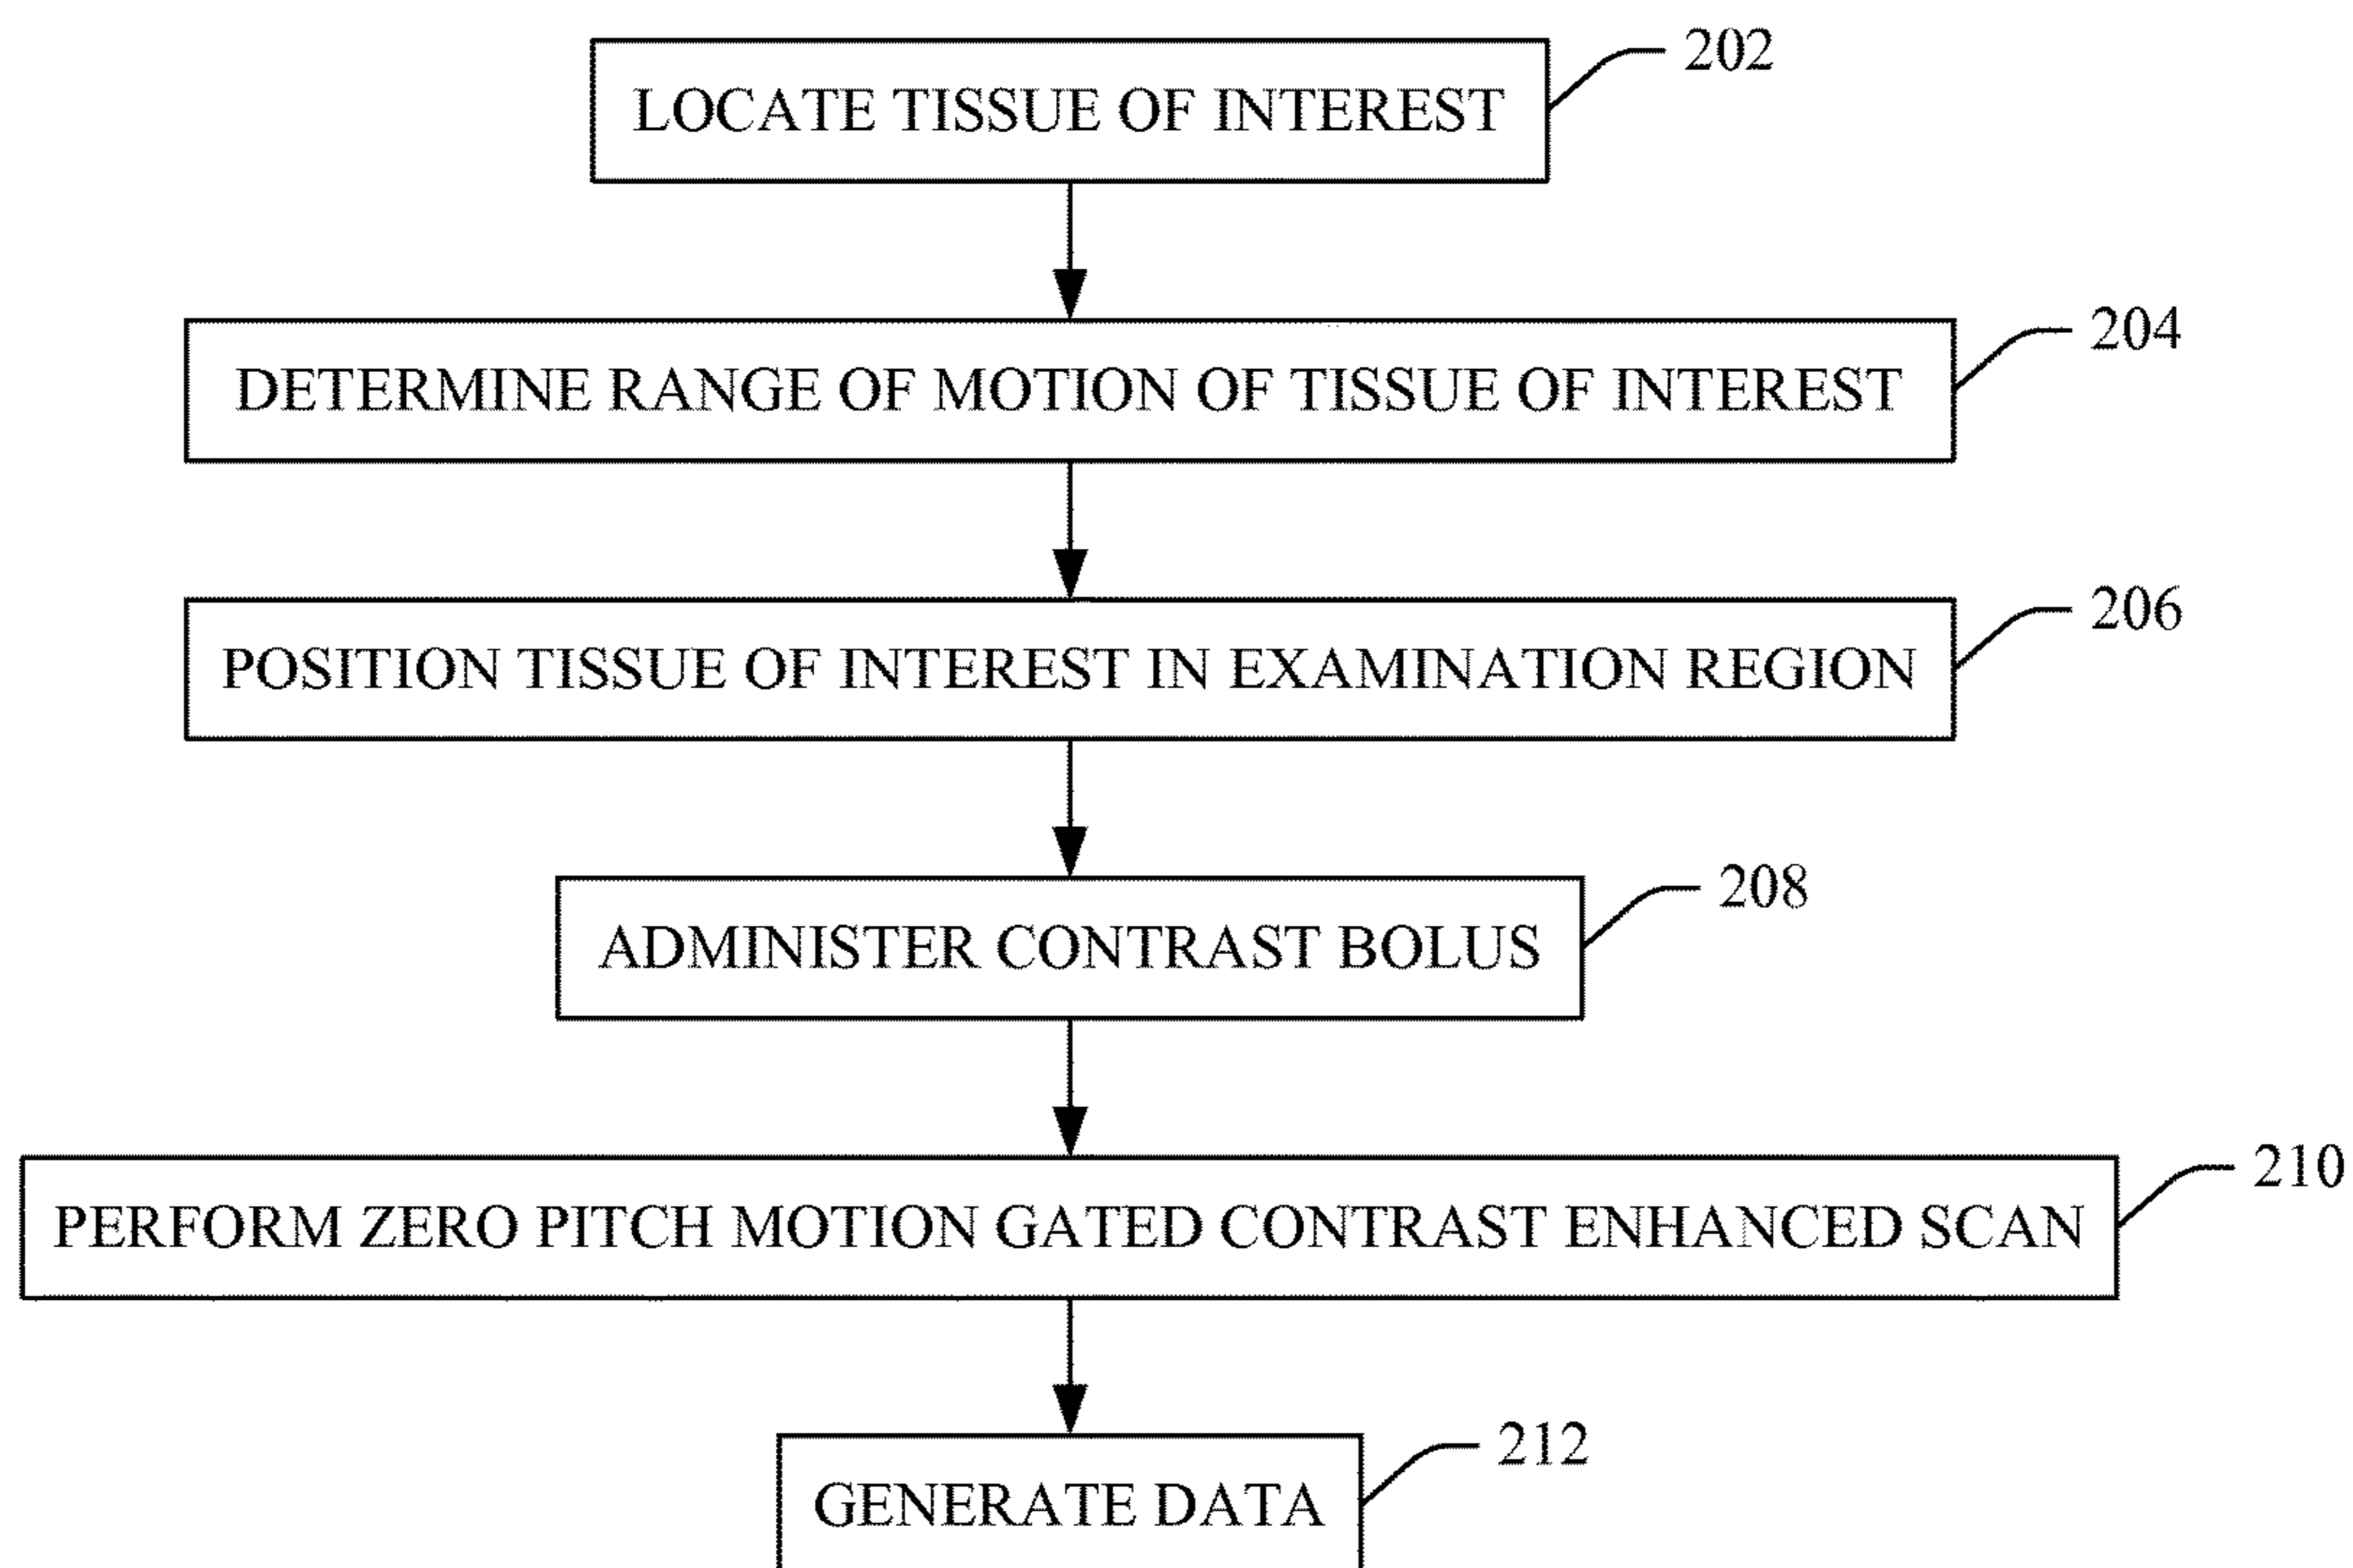 202
LOCATE TISSUE OF INTEREST
204
DETERMINE RANGE OF MOTION OF TISSUE OF INTEREST
206
POSITION TISSUE OF INTEREST IN EXAMINATION REGION
208
ADMINISTER CONTRAST BOLUS
210
PERFORM ZERO PITCH MOTION GATED CONTRAST ENHANCED SCAN
212
GENERATE DATA